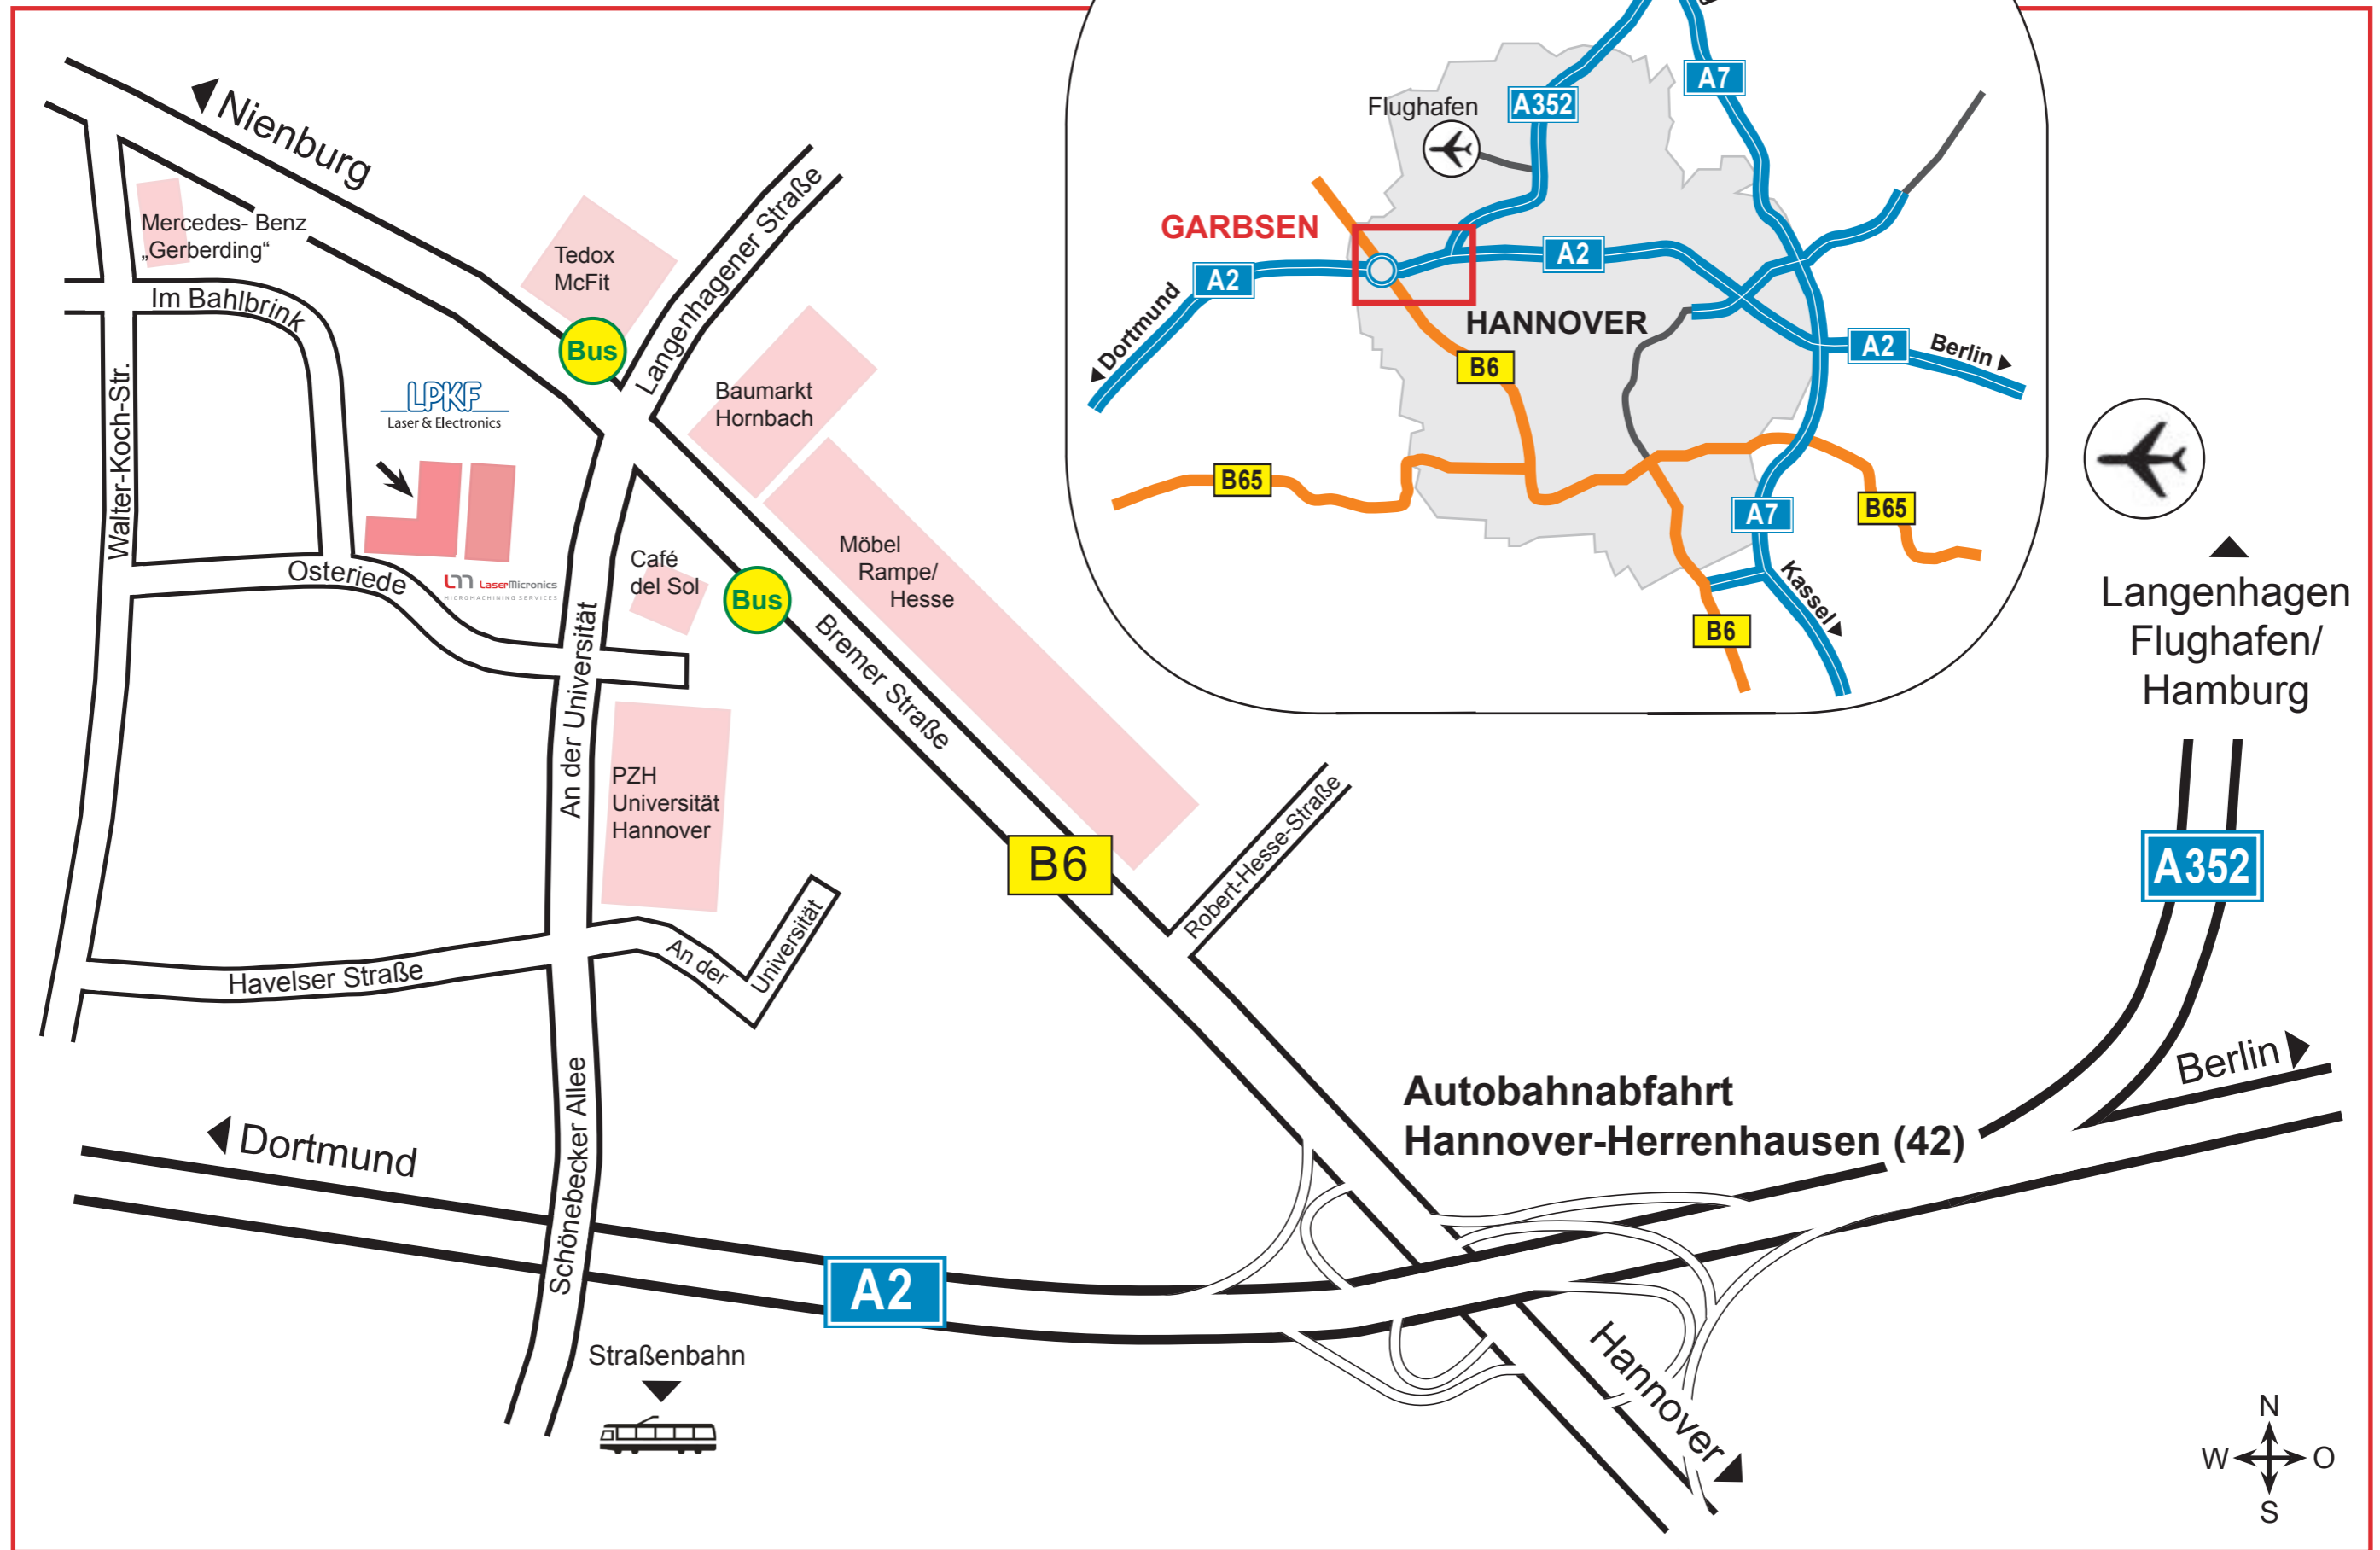 Nienburg
Mercedes- Benz
„Gerberding“
Im Bahlbrink
Walter-Koch-Str.
LPKF
Laser & Electronics
Osteriede
LaserMicronics
MICROMACHINING SERVICES
Tedox
McFit
Bus
Langenhagener Straße
Baumarkt
Hornbach
Möbel
Rampe/
Hesse
Café
del Sol
Bus
Bremer Straße
An der Universität
PZH
Universität
Hannover
B6
Robert-Hesse-Straße
Havelser Straße
An der
Universität
Schönebecker Allee
Dortmund
A2
Straßenbahn
Autobahnabfahrt
Hannover-Herrenhausen (42)
Hannover
Berlin
A352
Langenhagen
Flughafen/
Hamburg
Flughafen
A352
A7
GARBSEN
A2
A2
Dortmund
HANNOVER
B6
A2
Berlin
B65
A7
B65
Kassel
B6
N
W
O
S